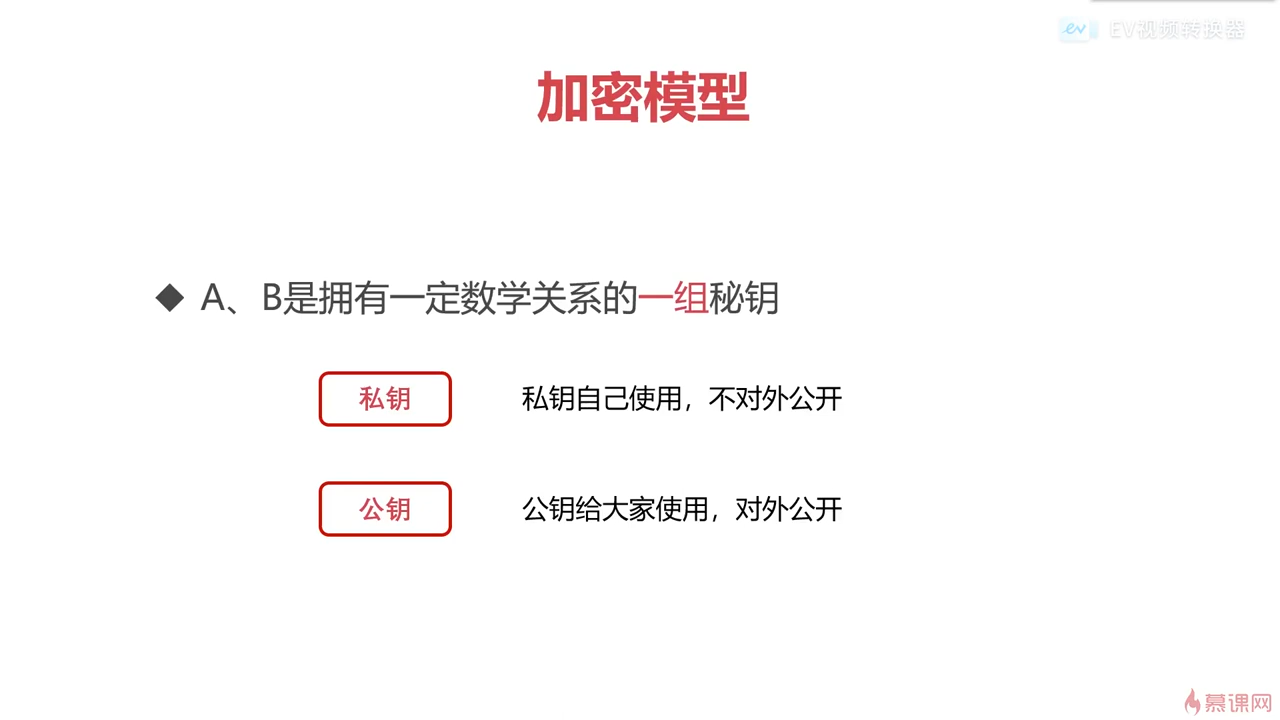 ev EV视频转换器
加密模型
◆ A、B是拥有一定数学关系的一组秘钥
私钥 私钥自己使用，不对外公开
公钥 公钥给大家使用，对外公开
慕课网